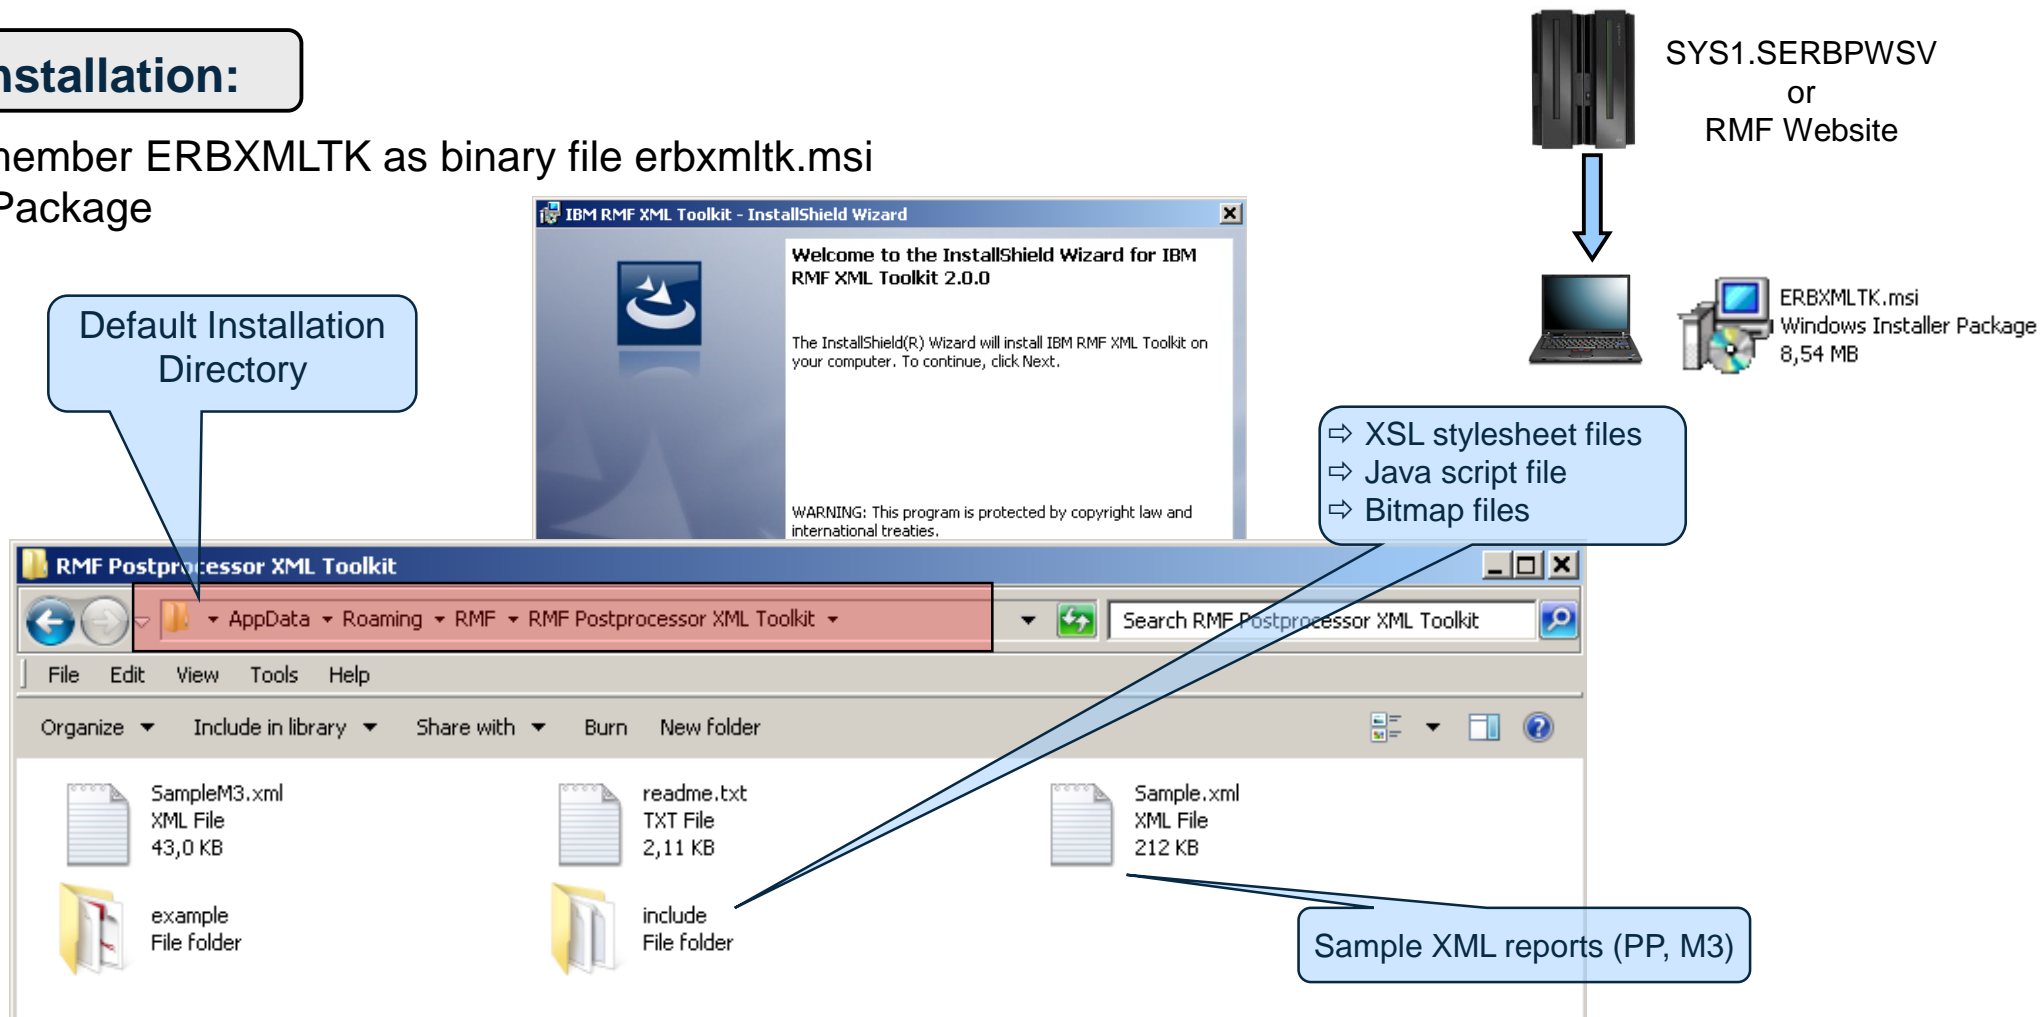 nstallation:
member ERBXMLTK as binary file erbxmltk.msi
Package
SYS1.SERBPWSV
or
RMF Website
ERBXMLTK.msi
Windows Installer Package
8,54 MB
IBM RMF XML Toolkit - InstallShield Wizard
Welcome to the InstallShield Wizard for IBM
RMF XML Toolkit 2.0.0
The InstallShield(R) Wizard will install IBM RMF XML Toolkit on
your computer. To continue, click Next.
WARNING: This program is protected by copyright law and
international treaties.
Default Installation
Directory
⇨ XSL stylesheet files
⇨ Java script file
⇨ Bitmap files
RMF Postprocessor XML Toolkit
AppData ▾ Roaming ▾ RMF ▾ RMF Postprocessor XML Toolkit ▾
Search RMF Postprocessor XML Toolkit
File Edit View Tools Help
Organize ▾ Include in library ▾ Share with ▾ Burn New folder
SampleM3.xml
XML File
43,0 KB
readme.txt
TXT File
2,11 KB
Sample.xml
XML File
212 KB
example
File folder
include
File folder
Sample XML reports (PP, M3)